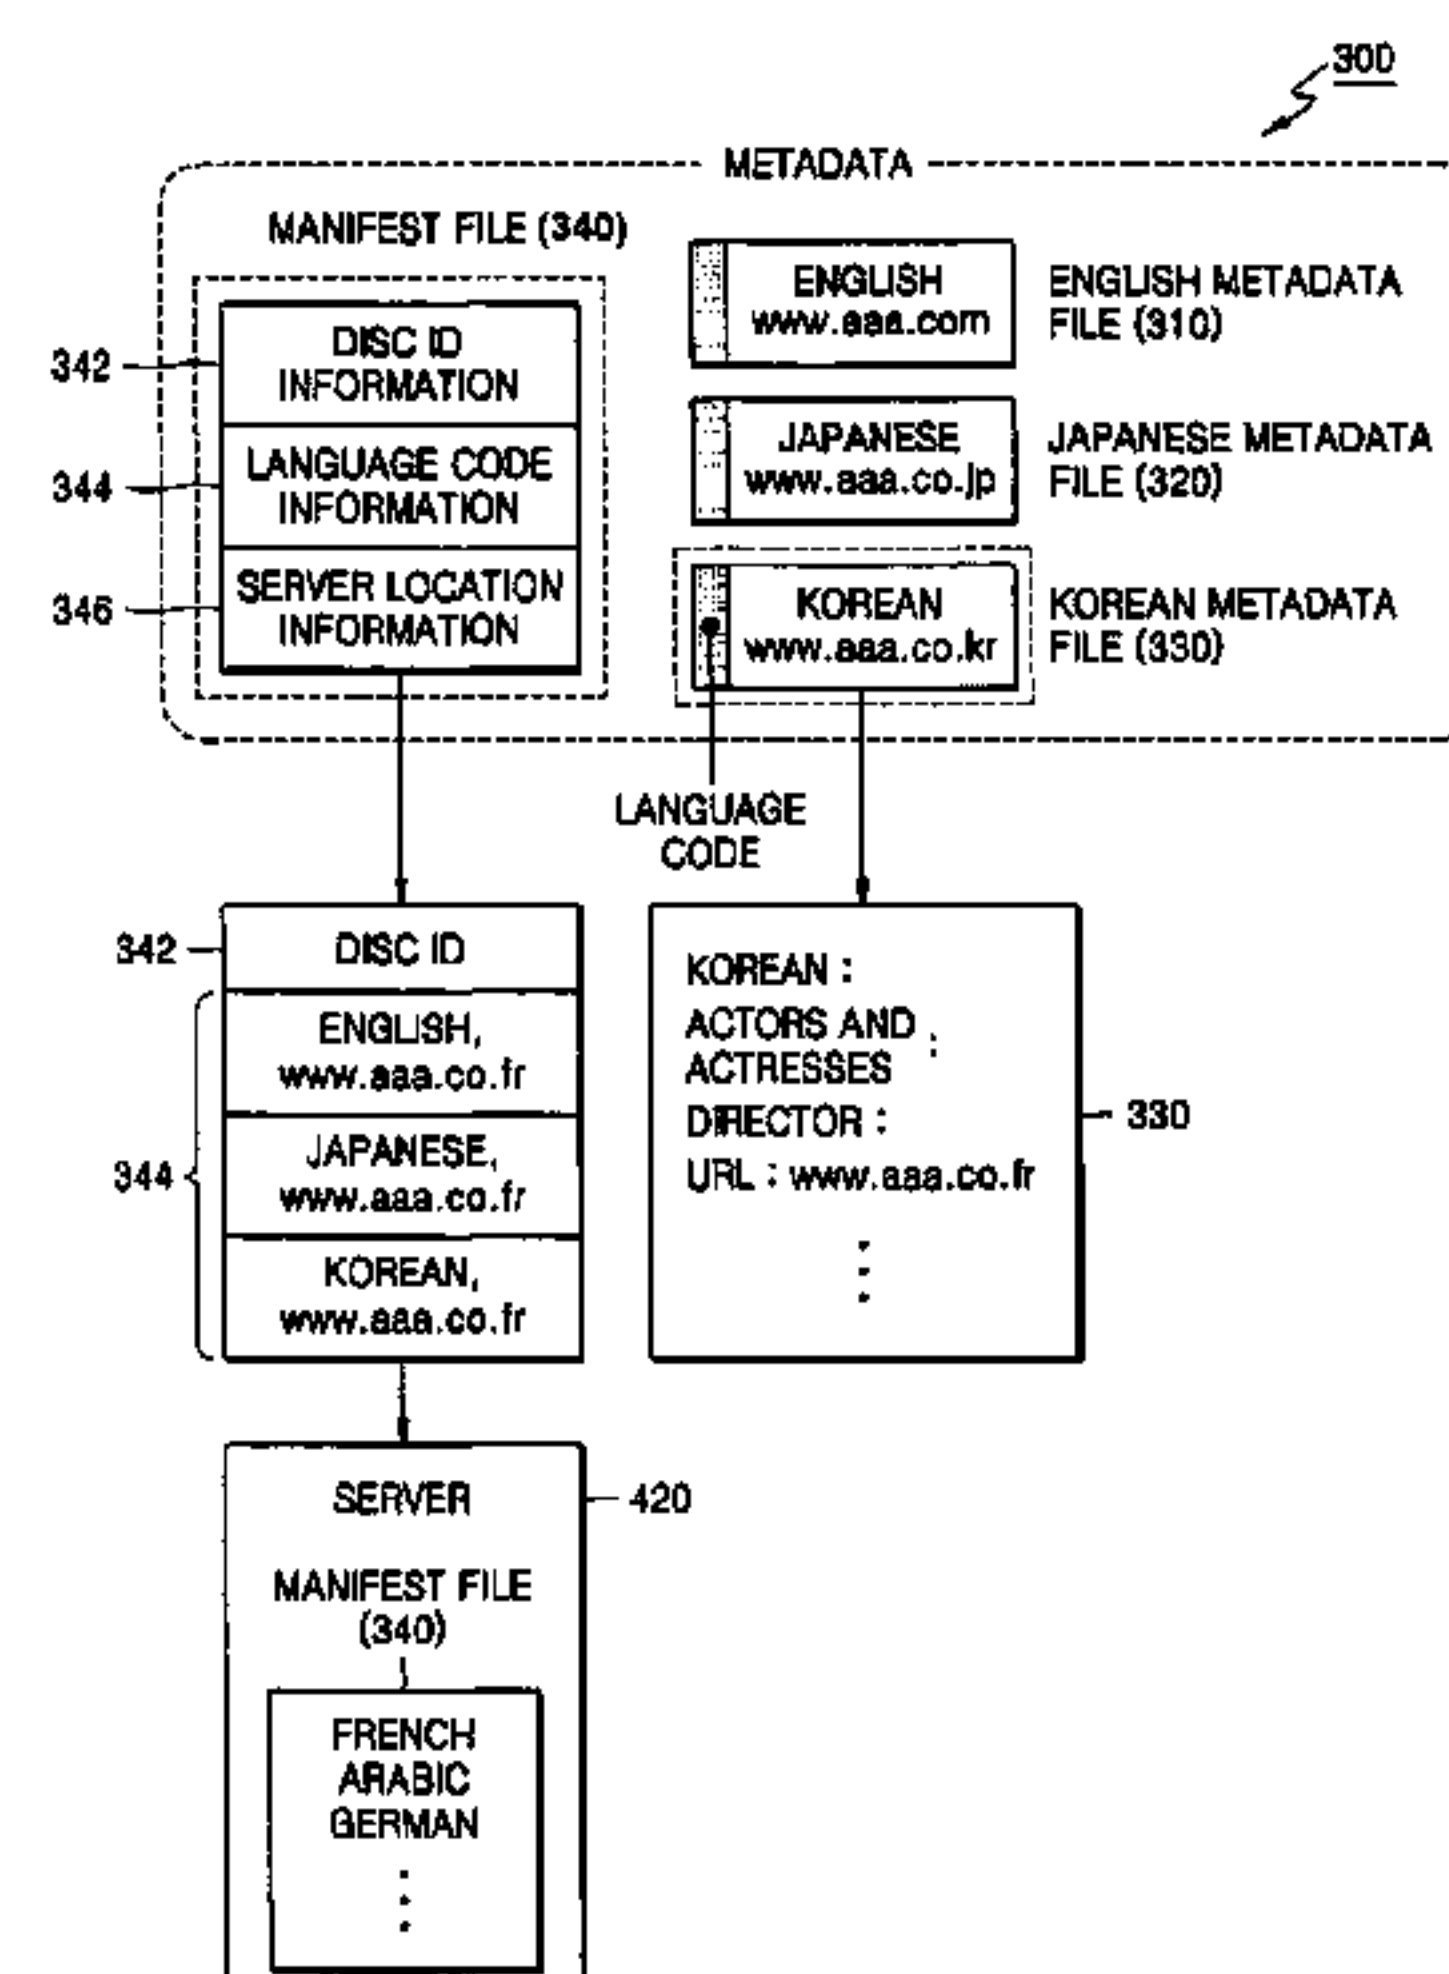 300
METADATA
MANIFEST FILE (340)
342
DISC ID
INFORMATION
344
LANGUAGE CODE
INFORMATION
346
SERVER LOCATION
INFORMATION
ENGLISH
www.aaa.com
ENGLISH METADATA
FILE (310)
JAPANESE
www.aaa.co.jp
JAPANESE METADATA
FILE (320)
KOREAN
www.aaa.co.kr
KOREAN METADATA
FILE (330)
LANGUAGE
CODE
342
DISC ID
344
ENGLISH,
www.aaa.co.fr
JAPANESE,
www.aaa.co.fr
KOREAN,
www.aaa.co.fr
KOREAN :
ACTORS AND :
ACTRESSES
DIRECTOR :
URL : www.aaa.co.fr
330
SERVER
420
MANIFEST FILE
(340)
FRENCH
ARABIC
GERMAN